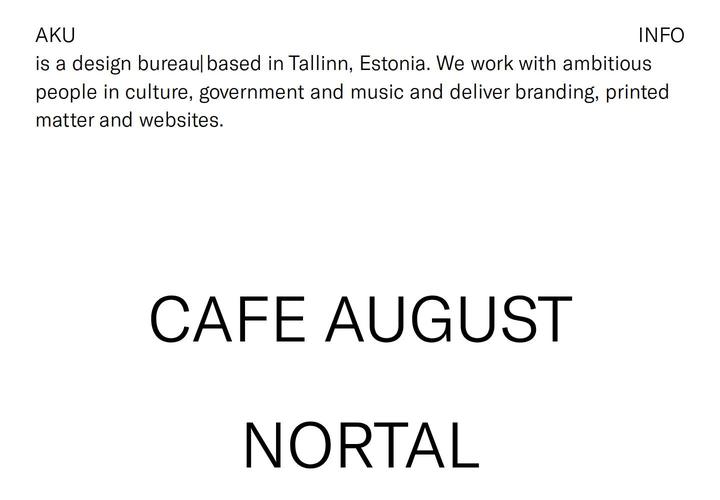 AKU INFO
is a design bureau based in Tallinn, Estonia. We work with ambitious
people in culture, government and music and deliver branding, printed
matter and websites.
CAFE AUGUST
NORTAL